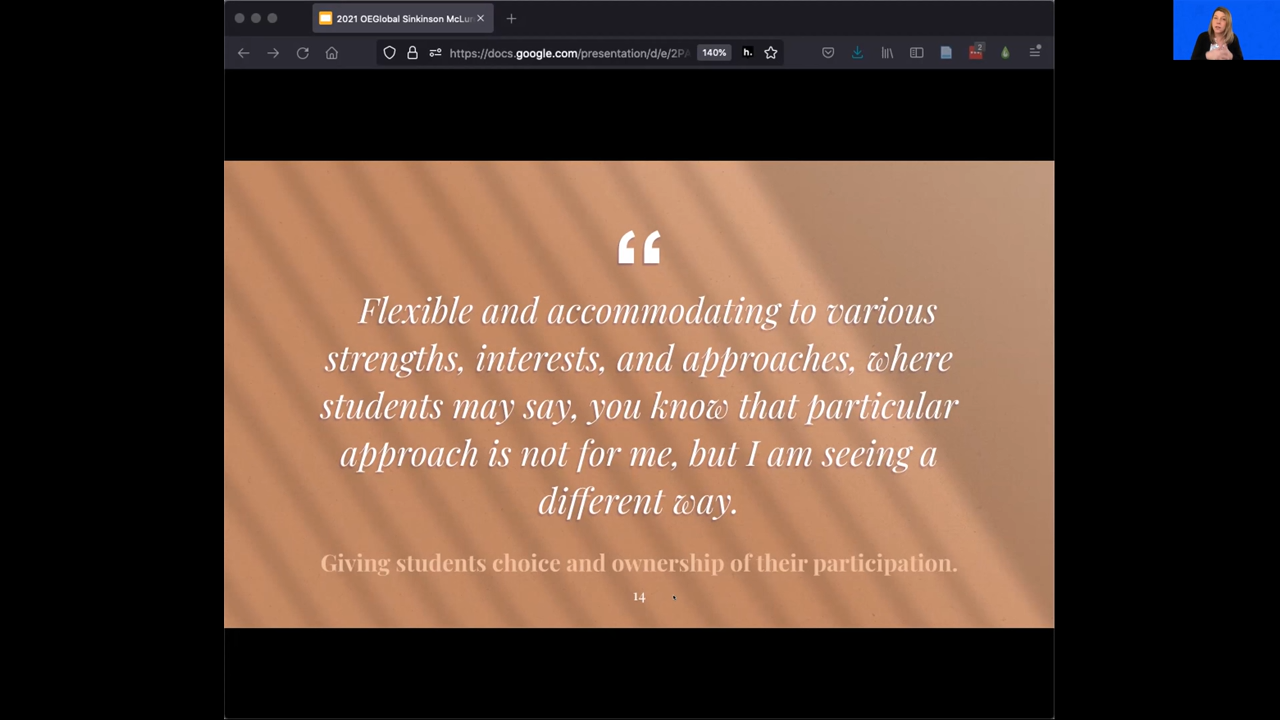 2021 OEGlobal Sinkinson McLu
https://docs.google.com/presentation/d/e/2PA
140%
h.
2
“
Flexible and accommodating to various
strengths, interests, and approaches, where
students may say, you know that particular
approach is not for me, but I am seeing a
different way.
Giving students choice and ownership of their participation.
14